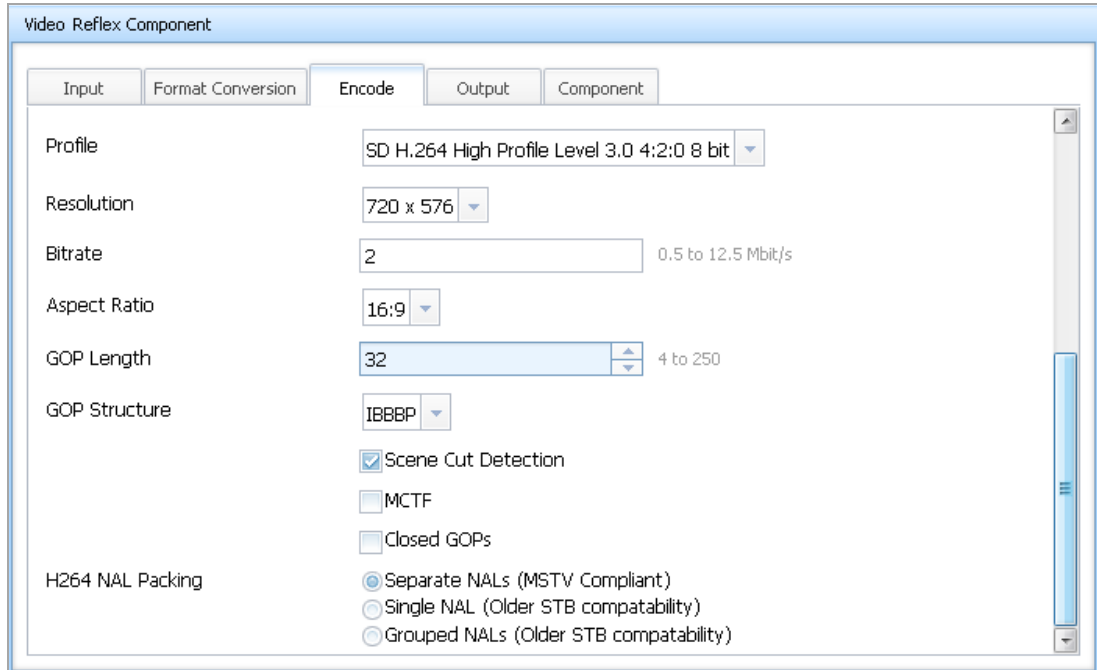 Video Reflex Component
Input Format Conversion Encode Output Component
Profile SD H.264 High Profile Level 3.0 4:2:0 8 bit
Resolution 720 x 576
Bitrate 2 0.5 to 12.5 Mbit/s
Aspect Ratio 16:9
GOP Length 32 4 to 250
GOP Structure IBBBP
Scene Cut Detection
MCTF
Closed GOPs
H264 NAL Packing Separate NALs (MSTV Compliant)
Single NAL (Older STB compatability)
Grouped NALs (Older STB compatability)